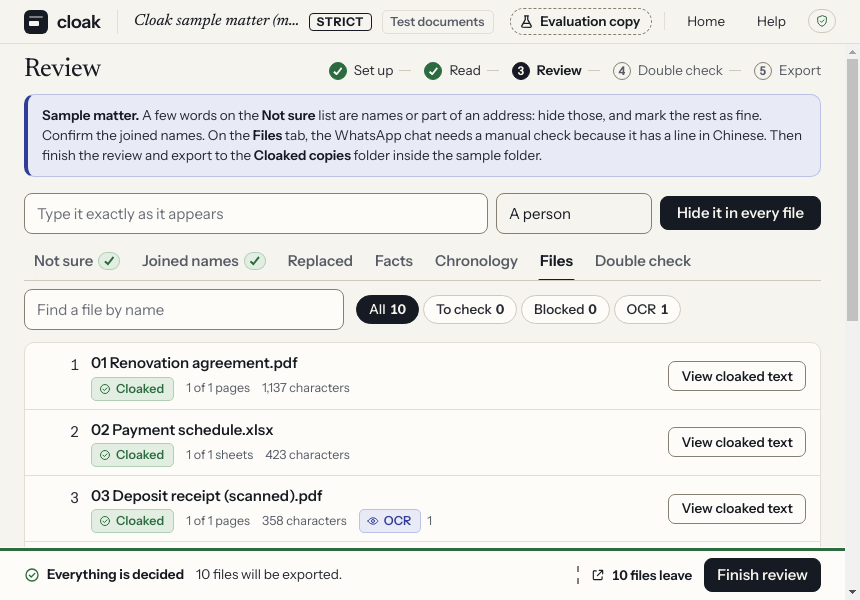 cloak
Cloak sample matter (m...
STRICT
Test documents
Evaluation copy
Home
Help
Review
Set up
Read
3 Review
4 Double check
5 Export
Sample matter. A few words on the Not sure list are names or part of an address: hide those, and mark the rest as fine.
Confirm the joined names. On the Files tab, the WhatsApp chat needs a manual check because it has a line in Chinese. Then
finish the review and export to the Cloaked copies folder inside the sample folder.
Type it exactly as it appears
A person
Hide it in every file
Not sure
Joined names
Replaced
Facts
Chronology
Files
Double check
Find a file by name
All 10
To check 0
Blocked 0
OCR 1
1 01 Renovation agreement.pdf
Cloaked 1 of 1 pages 1,137 characters
View cloaked text
2 02 Payment schedule.xlsx
Cloaked 1 of 1 sheets 423 characters
View cloaked text
3 03 Deposit receipt (scanned).pdf
Cloaked 1 of 1 pages 358 characters OCR 1
View cloaked text
Everything is decided 10 files will be exported.
10 files leave
Finish review